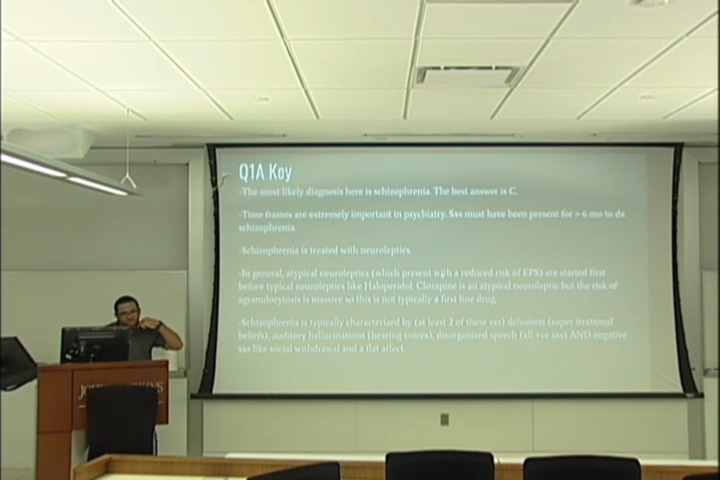 Q1A Key
-The most likely diagnosis here is schizophrenia. The best answer is C.
-Time frames are extremely important in psychiatry. Sxs must have been present for > 6 mo to dx
schizophrenia.
-Schizophrenia is treated with neuroleptics.
-In general, atypical neuroleptics (which present with a reduced risk of EPS) are started first
before typical neuroleptics like Haloperidol. Clozapine is an atypical neuroleptic but the risk of
agranulocytosis is massive so this is not typically a first line drug.
-Schizophrenia is typically characterized by (at least 2 of these sxs) delusions (super irrational
beliefs), auditory hallucinations (hearing voices), disorganized speech (all +ve sxs) AND negative
sxs like social withdrawal and a flat affect.